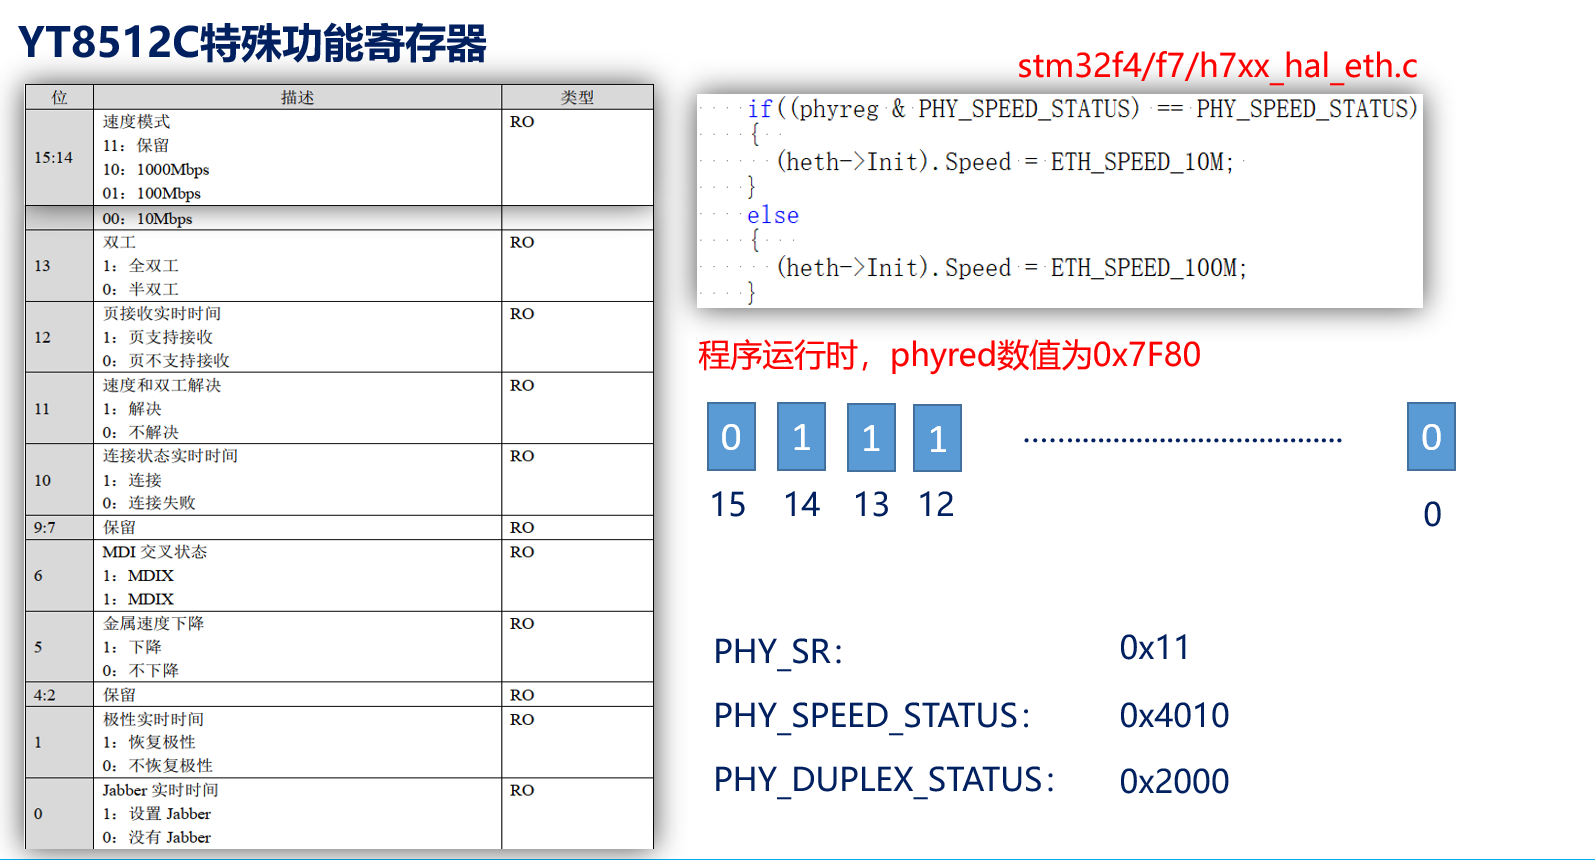 YT8512C特殊功能寄存器
位 描述 类型
15:14 速度模式 RO
11：保留
10：1000Mbps
01：100Mbps
00：10Mbps
13 双工 RO
1：全双工
0：半双工
12 页接收实时时间 RO
1：页支持接收
0：页不支持接收
11 速度和双工解决 RO
1：解决
0：不解决
10 连接状态实时时间 RO
1：连接
0：连接失败
9:7 保留 RO
6 MDI 交叉状态 RO
1：MDIX
1：MDIX
5 金属速度下降 RO
1：下降
0：不下降
4:2 保留 RO
1 极性实时时间 RO
1：恢复极性
0：不恢复极性
0 Jabber 实时时间 RO
1：设置 Jabber
0：没有 Jabber
stm32f4/f7/h7xx_hal_eth.c
if((phyreg & PHY_SPEED_STATUS) == PHY_SPEED_STATUS)
{
(heth->Init).Speed = ETH_SPEED_10M;
}
else
{
(heth->Init).Speed = ETH_SPEED_100M;
}
程序运行时，phyred数值为0x7F80
0 1 1 1 0
15 14 13 12 0
PHY_SR： 0x11
PHY_SPEED_STATUS： 0x4010
PHY_DUPLEX_STATUS： 0x2000